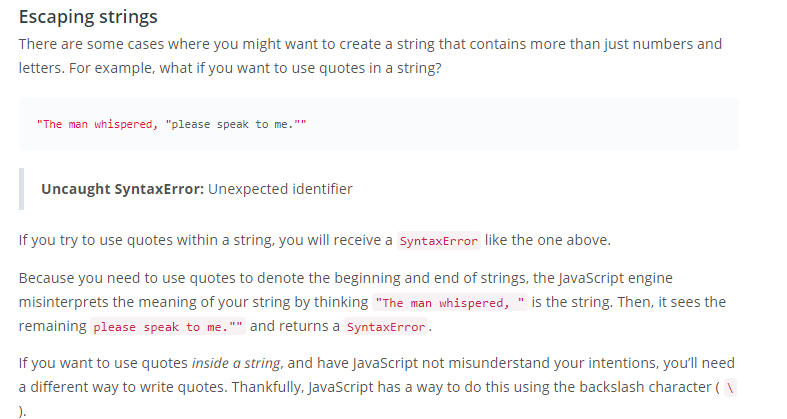 Escaping strings
There are some cases where you might want to create a string that contains more than just numbers and
letters. For example, what if you want to use quotes in a string?
"The man whispered, "please speak to me.""
Uncaught SyntaxError: Unexpected identifier
If you try to use quotes within a string, you will receive a SyntaxError like the one above.
Because you need to use quotes to denote the beginning and end of strings, the JavaScript engine
misinterprets the meaning of your string by thinking "The man whispered, " is the string. Then, it sees the
remaining please speak to me."" and returns a SyntaxError.
If you want to use quotes inside a string, and have JavaScript not misunderstand your intentions, you’ll need
a different way to write quotes. Thankfully, JavaScript has a way to do this using the backslash character ( \
).